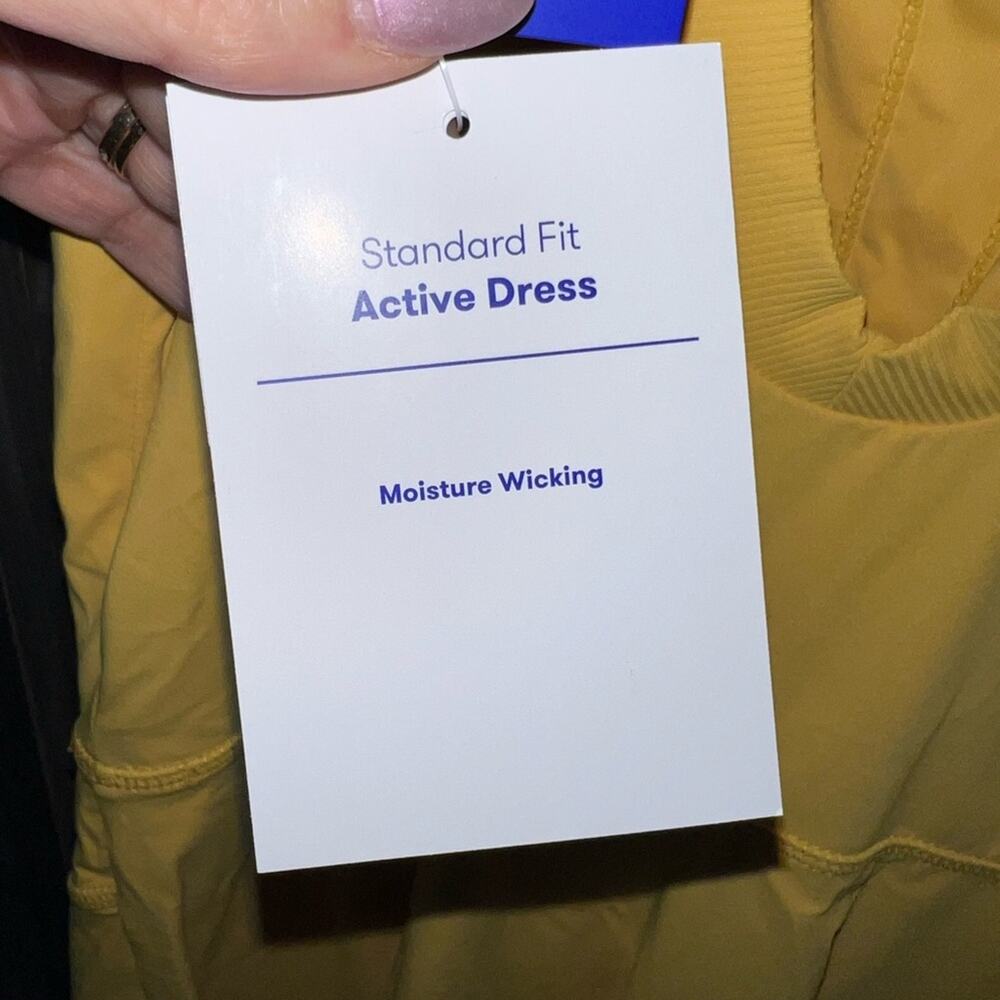 Standard Fit
Active Dress
Moisture Wicking